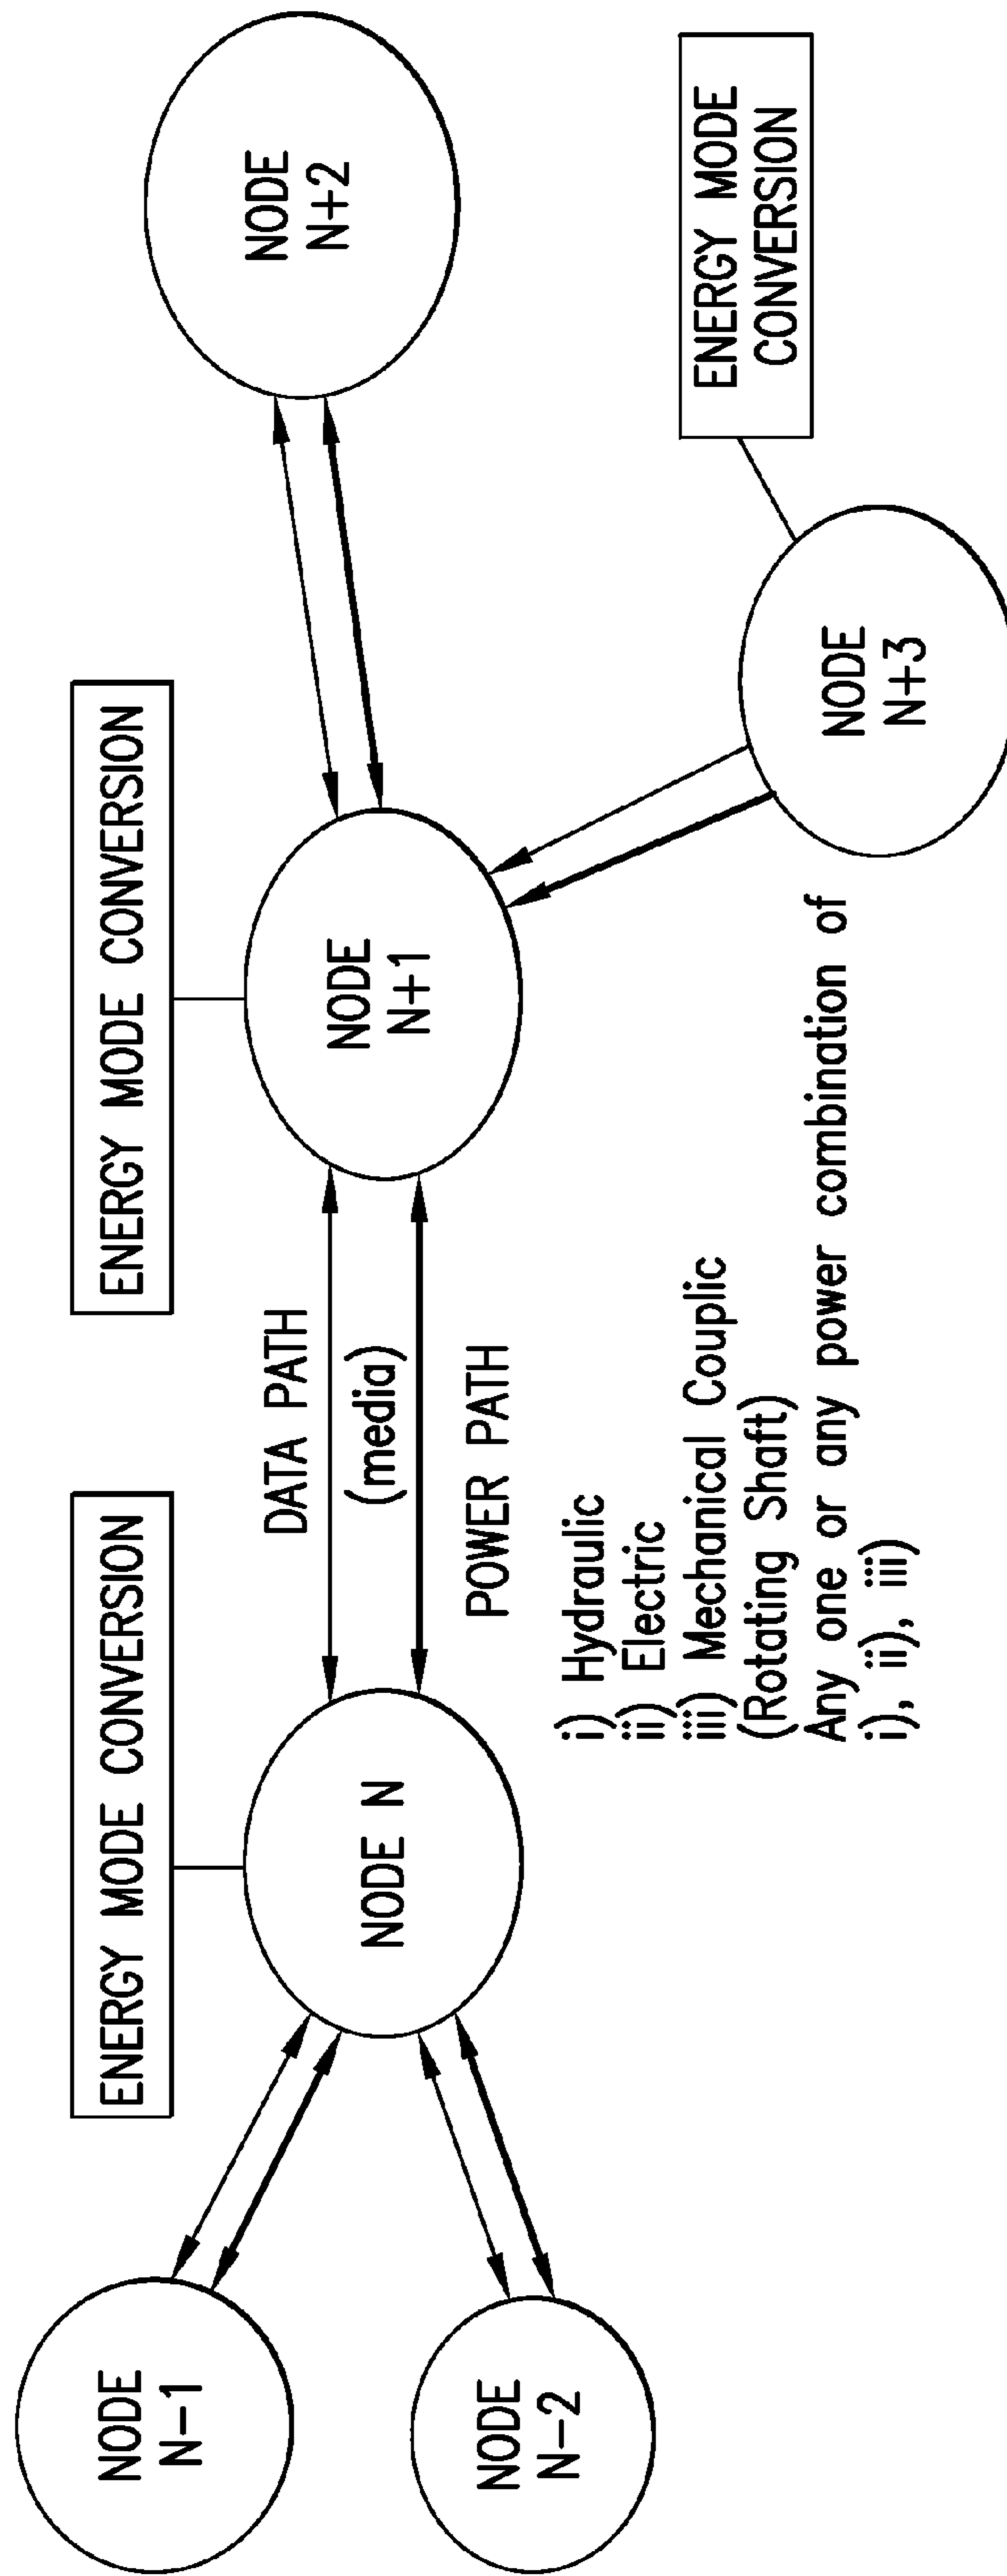 ENERGY MODE CONVERSION
ENERGY MODE CONVERSION
NODE
N-1
NODE
N-2
NODE N
DATA PATH
(media)
POWER PATH
NODE
N+1
NODE
N+2
NODE
N+3
ENERGY MODE
CONVERSION
i) Hydraulic
ii) Electric
iii) Mechanical Couplic
(Rotating Shaft)
Any one or any power combination of
i), ii), iii)